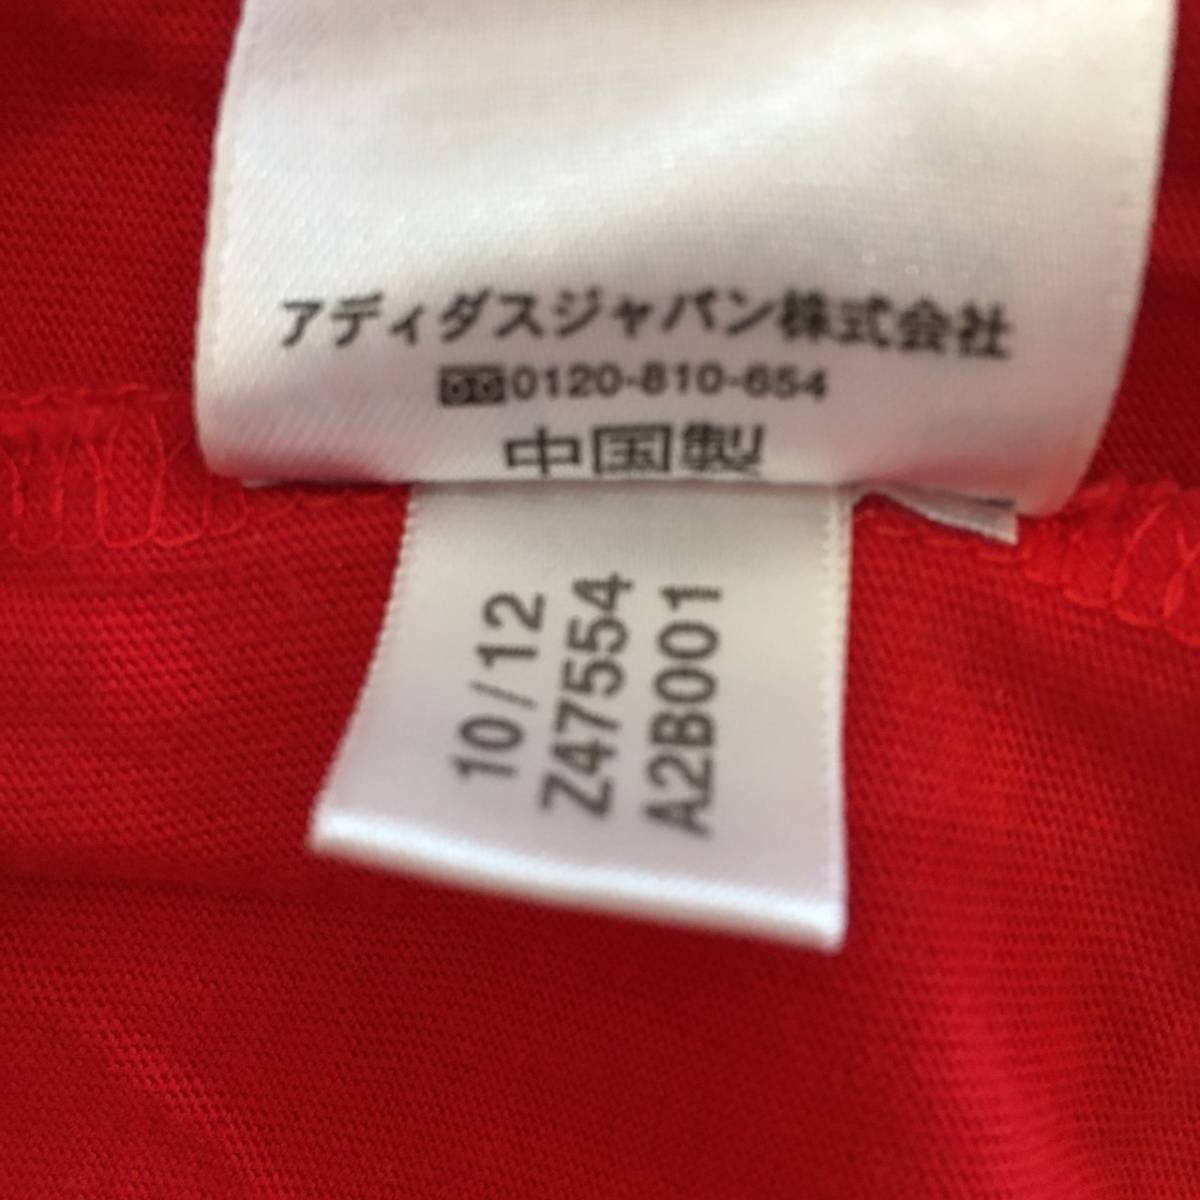 アディダスジャパン株式会社
0120-810-654
中国製
10/12
Z47554
A2B001